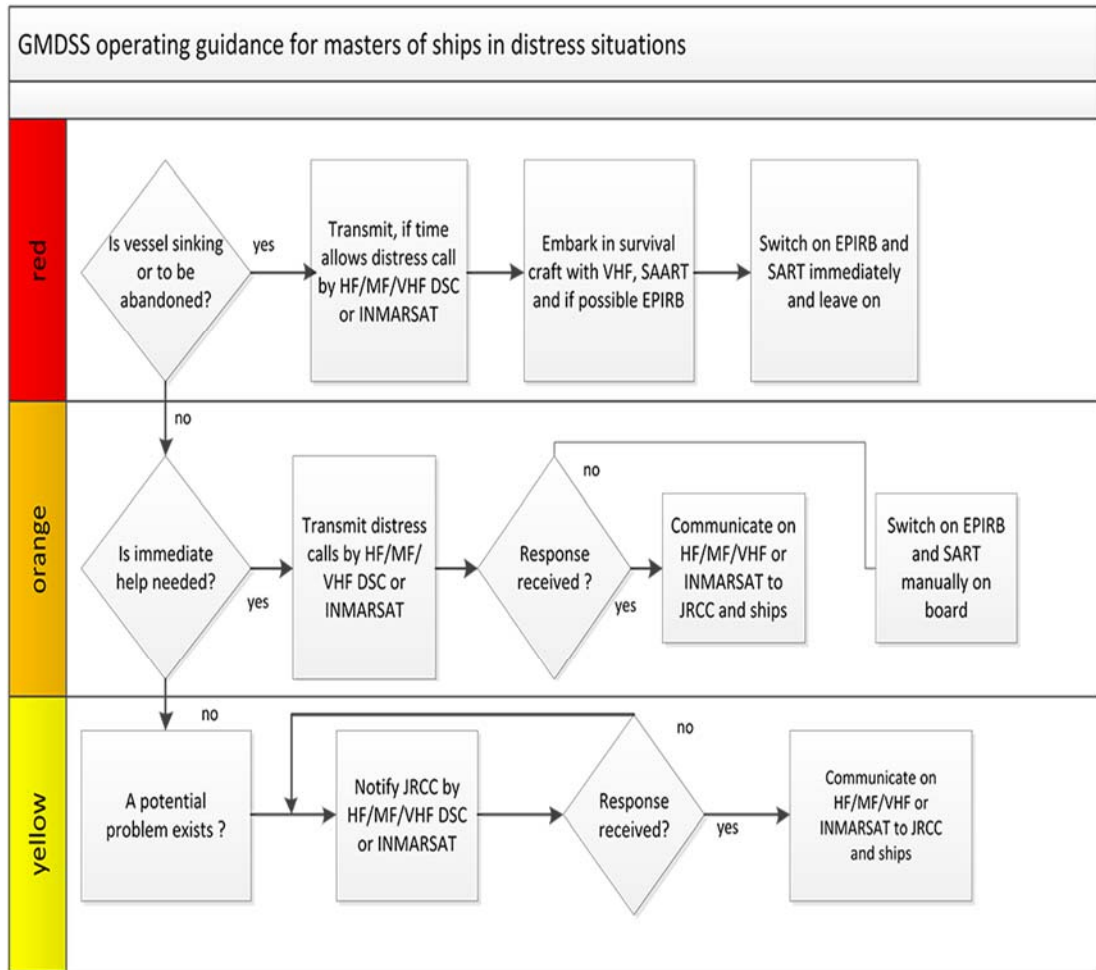 GMDSS operating guidance for masters of ships in distress situations
red
Is vessel sinking
or to be
abandoned?
yes
Transmit, if time
allows distress call
by HF/MF/VHF DSC
or INMARSAT
Embark in survival
craft with VHF, SAART
and if possible EPIRB
Switch on EPIRB and
SART immediately
and leave on
no
orange
Is immediate
help needed?
yes
Transmit distress
calls by HF/MF/
VHF DSC or
INMARSAT
Response
received ?
no
yes
Communicate on
HF/MF/VHF or
INMARSAT to
JRCC and ships
Switch on EPIRB
and SART
manually on
board
no
yellow
A potential
problem exists ?
Notify JRCC by
HF/MF/VHF DSC
or INMARSAT
Response
received?
no
yes
Communicate on
HF/MF/VHF or
INMARSAT to JRCC
and ships